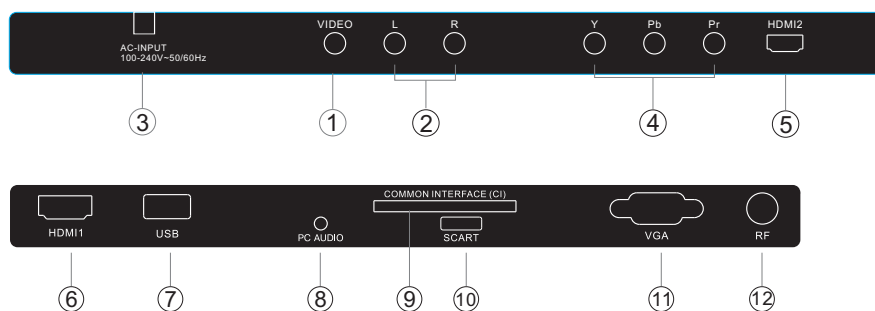 VIDEO L R Y Pb Pr HDMI2
AC-INPUT
100-240V~50/60Hz
3 1 2 4 5
COMMON INTERFACE (CI)
HDMI1 USB PC AUDIO SCART VGA RF
6 7 8 9 10 11 12